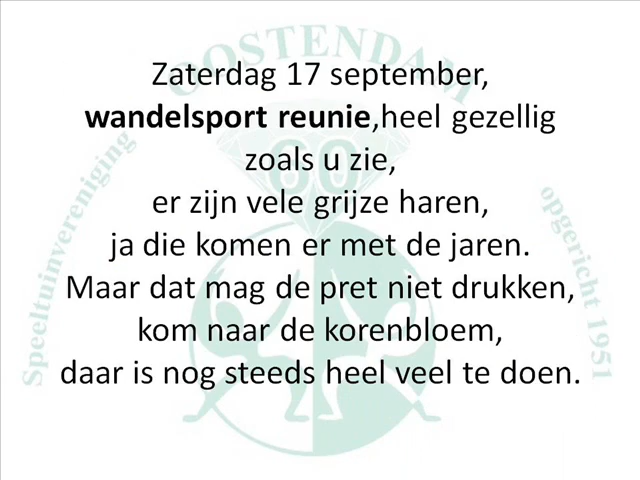 OOSTENDAM
Zaterdag 17 september,
wandelsport reunie,heel gezellig
zoals u zie,
er zijn vele grijze haren,
ja die komen er met de jaren.
Maar dat mag de pret niet drukken,
kom naar de korenbloem,
daar is nog steeds heel veel te doen.
Speeltuinvereniging
60
opgericht 1951